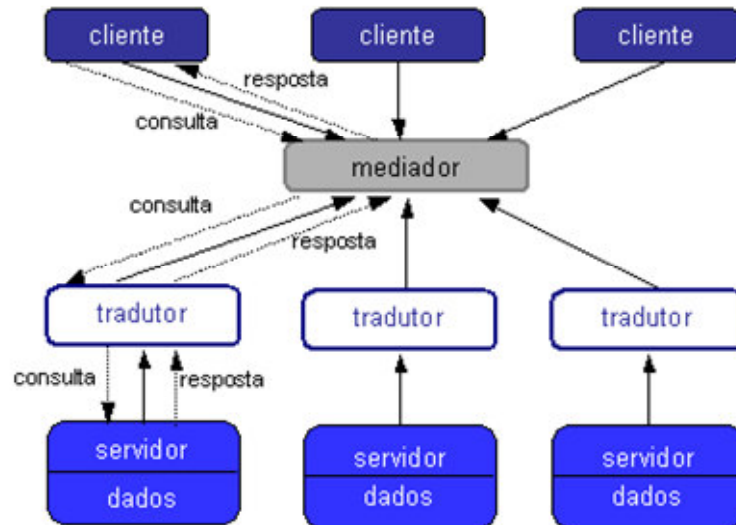 cliente
cliente
cliente
resposta
consulta
mediador
consulta
resposta
tradutor
tradutor
tradutor
consulta
resposta
servidor
dados
servidor
dados
servidor
dados